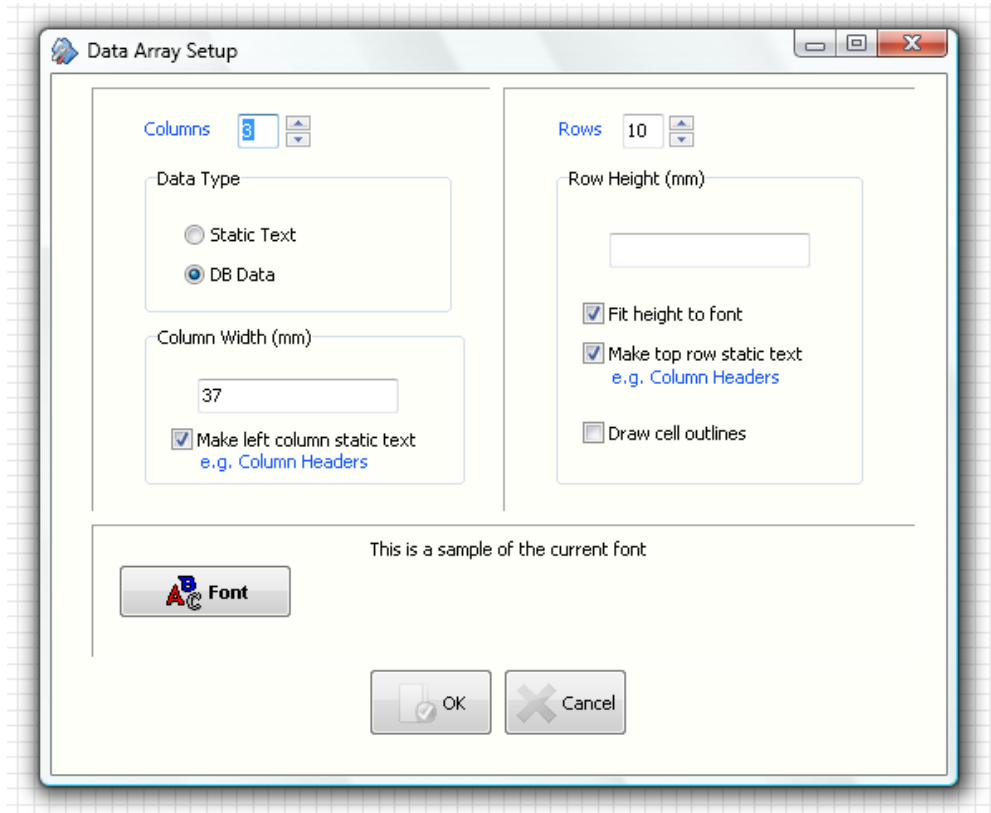 Data Array Setup
Columns 3
Data Type
Static Text
DB Data
Column Width (mm)
37
Make left column static text
e.g. Column Headers
Rows 10
Row Height (mm)
Fit height to font
Make top row static text
e.g. Column Headers
Draw cell outlines
This is a sample of the current font
ABC Font
OK
Cancel